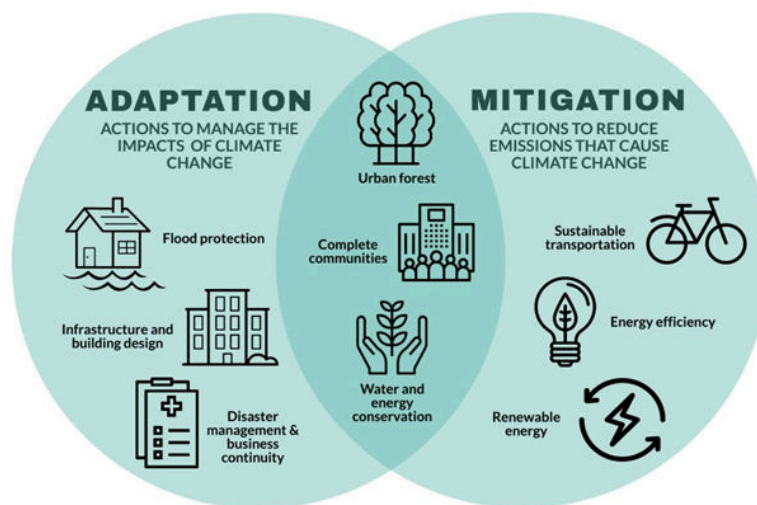 ADAPTATION
ACTIONS TO MANAGE THE
IMPACTS OF CLIMATE
CHANGE
Flood protection
Infrastructure and
building design
Disaster
management &
business
continuity
Urban forest
Complete
communities
Water and
energy
conservation
MITIGATION
ACTIONS TO REDUCE
EMISSIONS THAT CAUSE
CLIMATE CHANGE
Sustainable
transportation
Energy efficiency
Renewable
energy